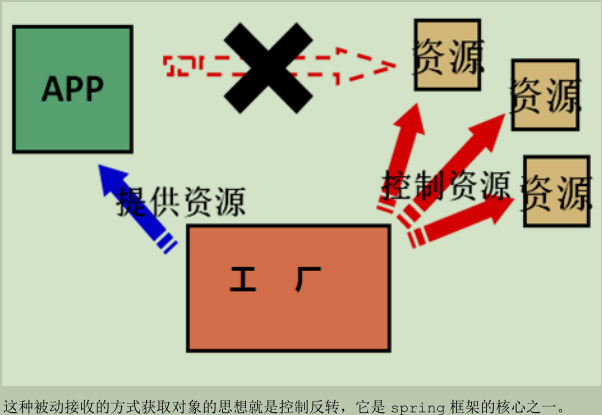 资源
APP
资源
控制资源
资源
提供资源
工 厂
这种被动接收的方式获取对象的思想就是控制反转，它是 spring 框架的核心之一。